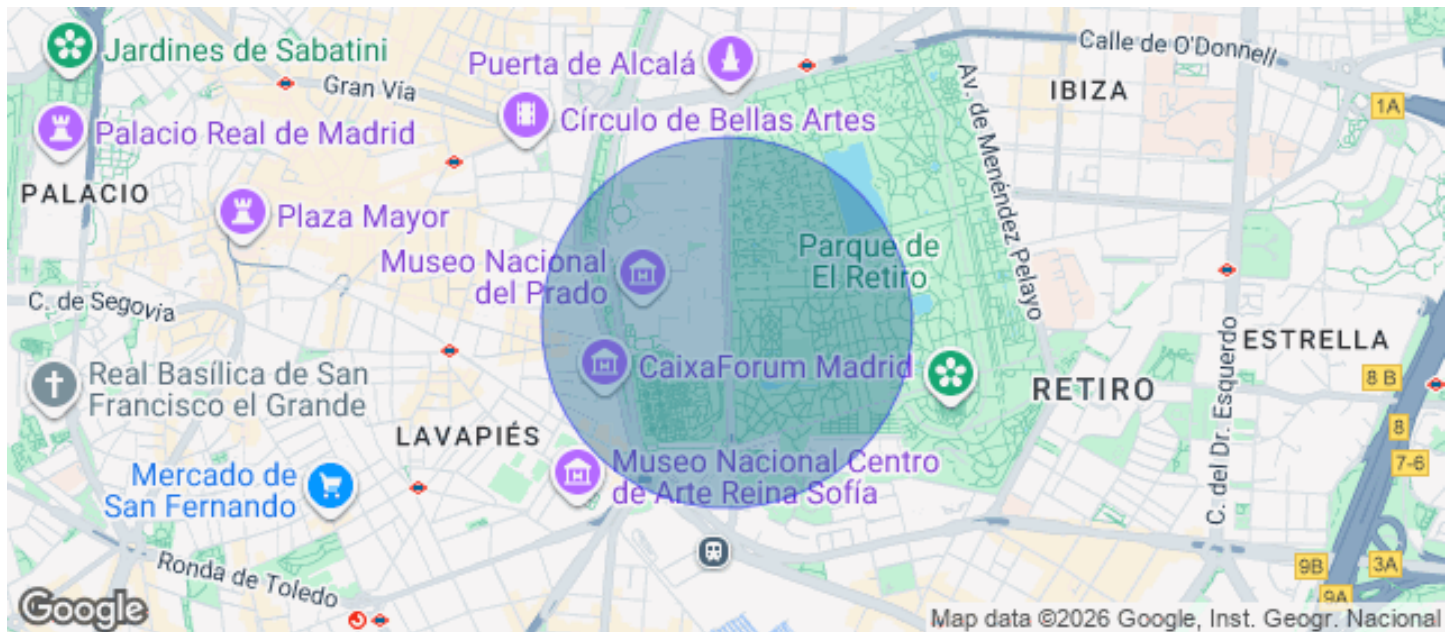 Jardines de Sabatini
Puerta de Alcalá
Calle de O'Donnell
Gran Vía
Av. de Menéndez Pelayo
IBIZA
1A
Palacio Real de Madrid
Círculo de Bellas Artes
PALACIO
Plaza Mayor
Museo Nacional
del Prado
Parque de
El Retiro
C. de Segovia
ESTRELLA
C. del Dr. Esquerdo
Real Basílica de San
Francisco el Grande
CaixaForum Madrid
RETIRO
8 B
LAVAPIÉS
8
7-6
Mercado de
San Fernando
Museo Nacional Centro
de Arte Reina Sofía
Ronda de Toledo
9B
3A
9A
Google
Map data ©2026 Google, Inst. Geogr. Nacional